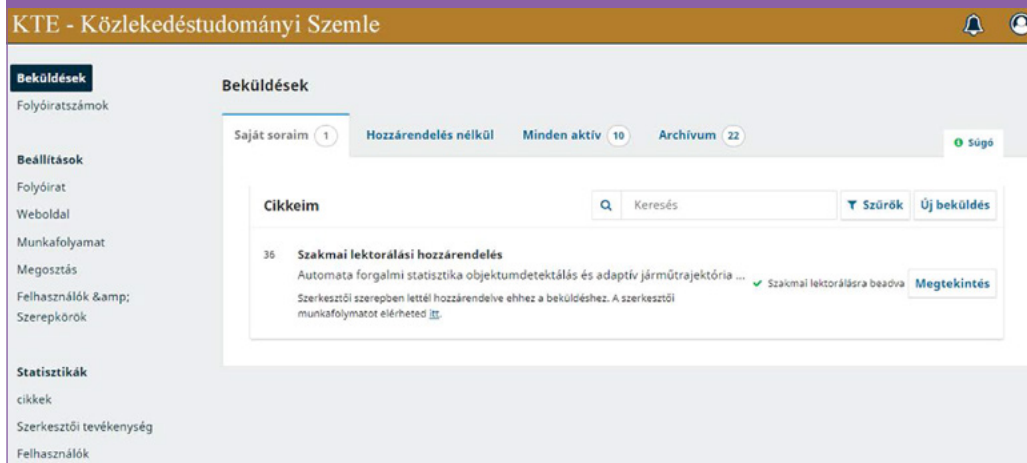 KTE - Közlekedéstudományi Szemle
Beküldések
Folyóiratszámok
Beállítások
Folyóirat
Weboldal
Munkafolyamat
Megosztás
Felhasználók &amp;
Szerepkörök
Statisztikák
cikkek
Szerkesztői tevékenység
Felhasználók
Beküldések
Saját soraim 1 Hozzárendelés nélkül Minden aktív 10 Archívum 22
Súgó
Cikkeim Keresés Szűrők Új beküldés
36 Szakmai lektorálási hozzárendelés
Automata forgalmi statisztika objektumdetektálás és adaptív járműtrajektória ...
Szakmai lektorálásra beadva Megtekintés
Szerkesztői szerepben lettél hozzárendelve ehhez a beküldéshez. A szerkesztői
munkafolymatot elérheted itt.